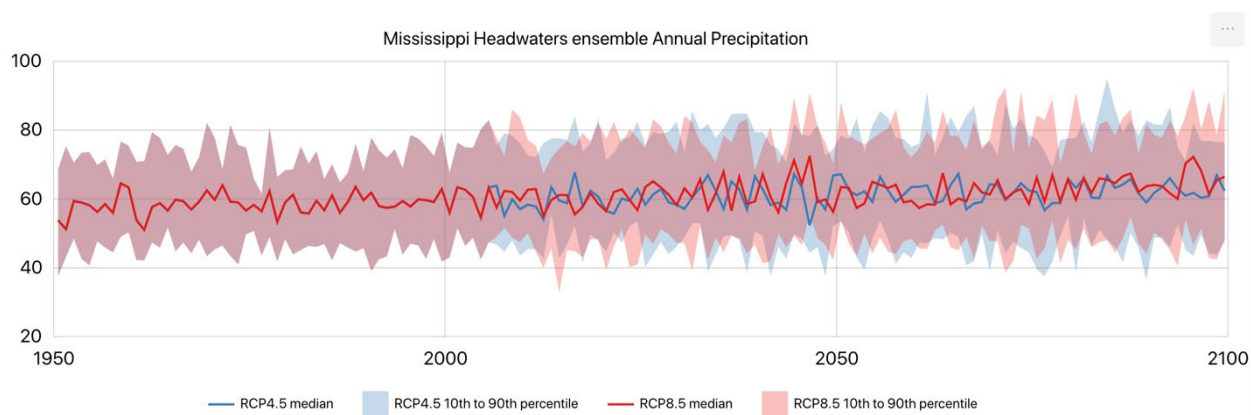 Mississippi Headwaters ensemble Annual Precipitation
100
80
60
40
20
1950 2000 2050 2100
RCP4.5 median RCP4.5 10th to 90th percentile RCP8.5 median RCP8.5 10th to 90th percentile